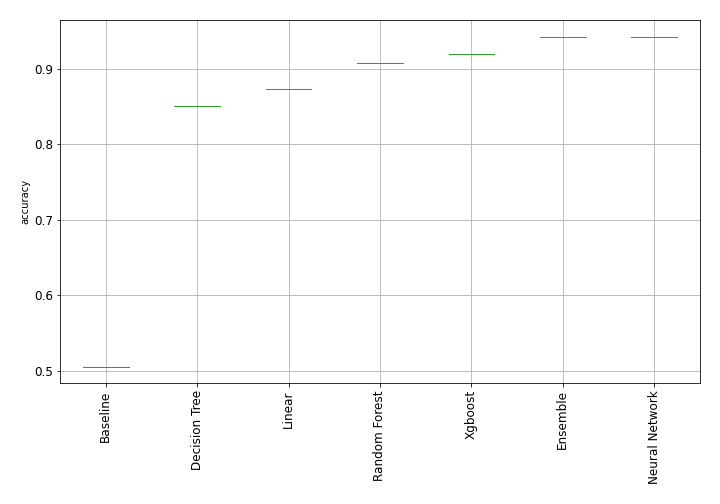 0.9
0.8
0.7
0.6
0.5
accuracy
Baseline
Decision Tree
Linear
Random Forest
Xgboost
Ensemble
Neural Network